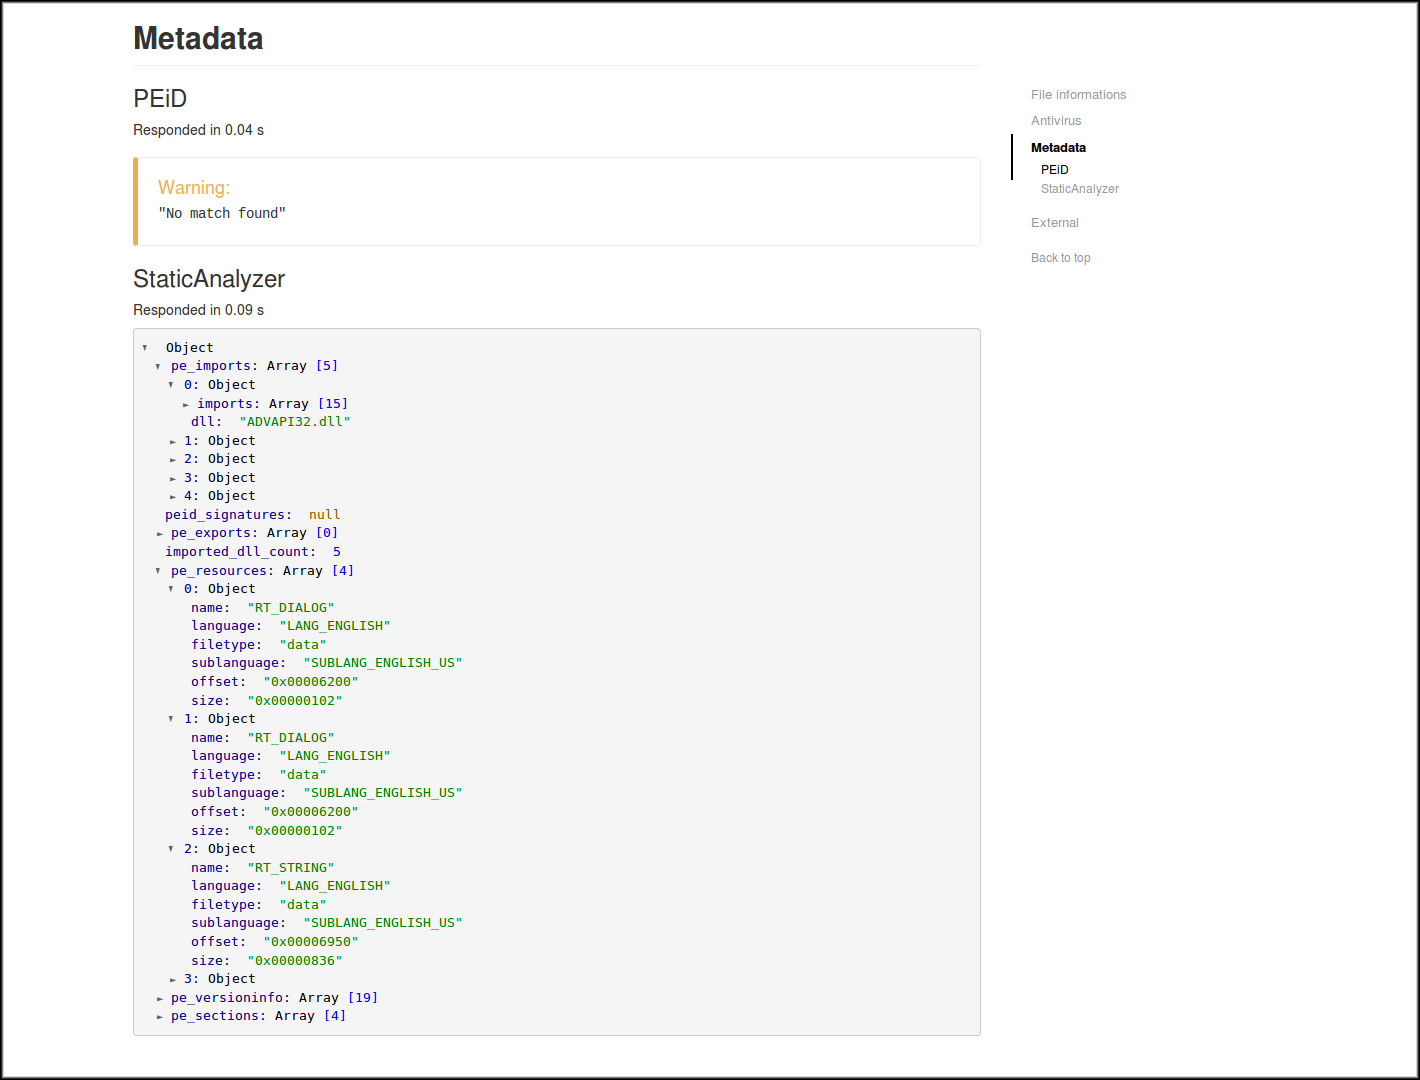 Metadata
PEiD
Responded in 0.04 s
Warning:
"No match found"
StaticAnalyzer
Responded in 0.09 s
Object
pe_imports: Array [5]
0: Object
imports: Array [15]
dll: "ADVAPI32.dll"
1: Object
2: Object
3: Object
4: Object
peid_signatures: null
pe_exports: Array [0]
imported_dll_count: 5
pe_resources: Array [4]
0: Object
name: "RT_DIALOG"
language: "LANG_ENGLISH"
filetype: "data"
sublanguage: "SUBLANG_ENGLISH_US"
offset: "0x00006200"
size: "0x00000102"
1: Object
name: "RT_DIALOG"
language: "LANG_ENGLISH"
filetype: "data"
sublanguage: "SUBLANG_ENGLISH_US"
offset: "0x00006200"
size: "0x00000102"
2: Object
name: "RT_STRING"
language: "LANG_ENGLISH"
filetype: "data"
sublanguage: "SUBLANG_ENGLISH_US"
offset: "0x00006950"
size: "0x00000836"
3: Object
pe_versioninfo: Array [19]
pe_sections: Array [4]
File informations
Antivirus
Metadata
PEiD
StaticAnalyzer
External
Back to top